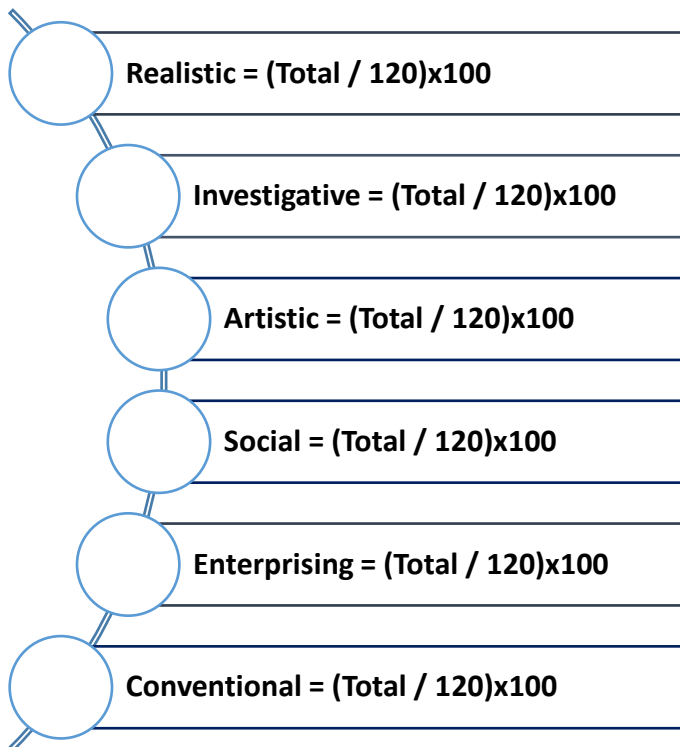 Realistic = (Total / 120)x100
Investigative = (Total / 120)x100
Artistic = (Total / 120)x100
Social = (Total / 120)x100
Enterprising = (Total / 120)x100
Conventional = (Total / 120)x100